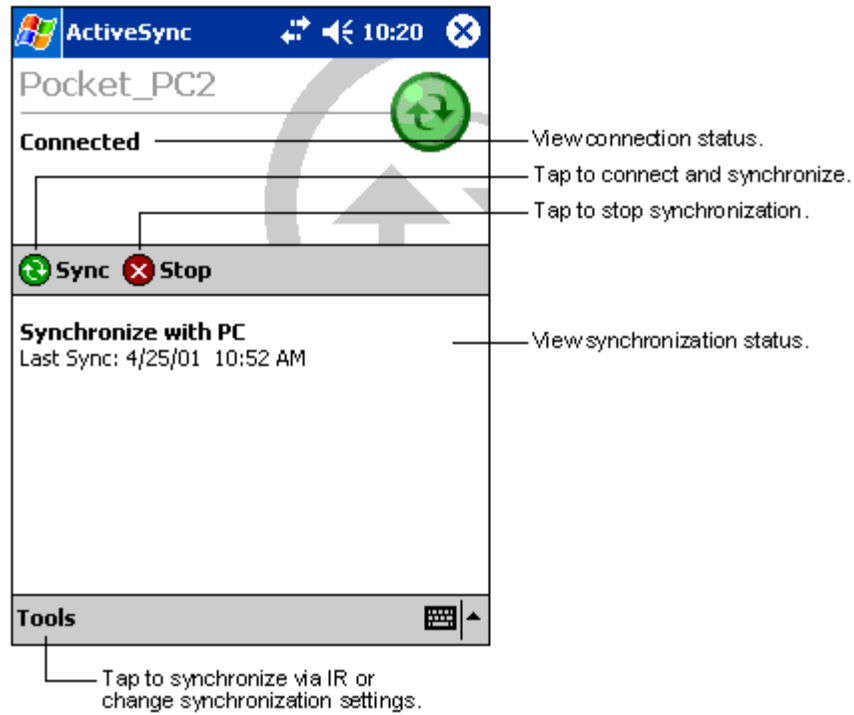 ActiveSync 10:20
Pocket_PC2
Connected
View connection status.
Tap to connect and synchronize.
Tap to stop synchronization.
Sync Stop
Synchronize with PC
Last Sync: 4/25/01 10:52 AM
View synchronization status.
Tools
Tap to synchronize via IR or
change synchronization settings.